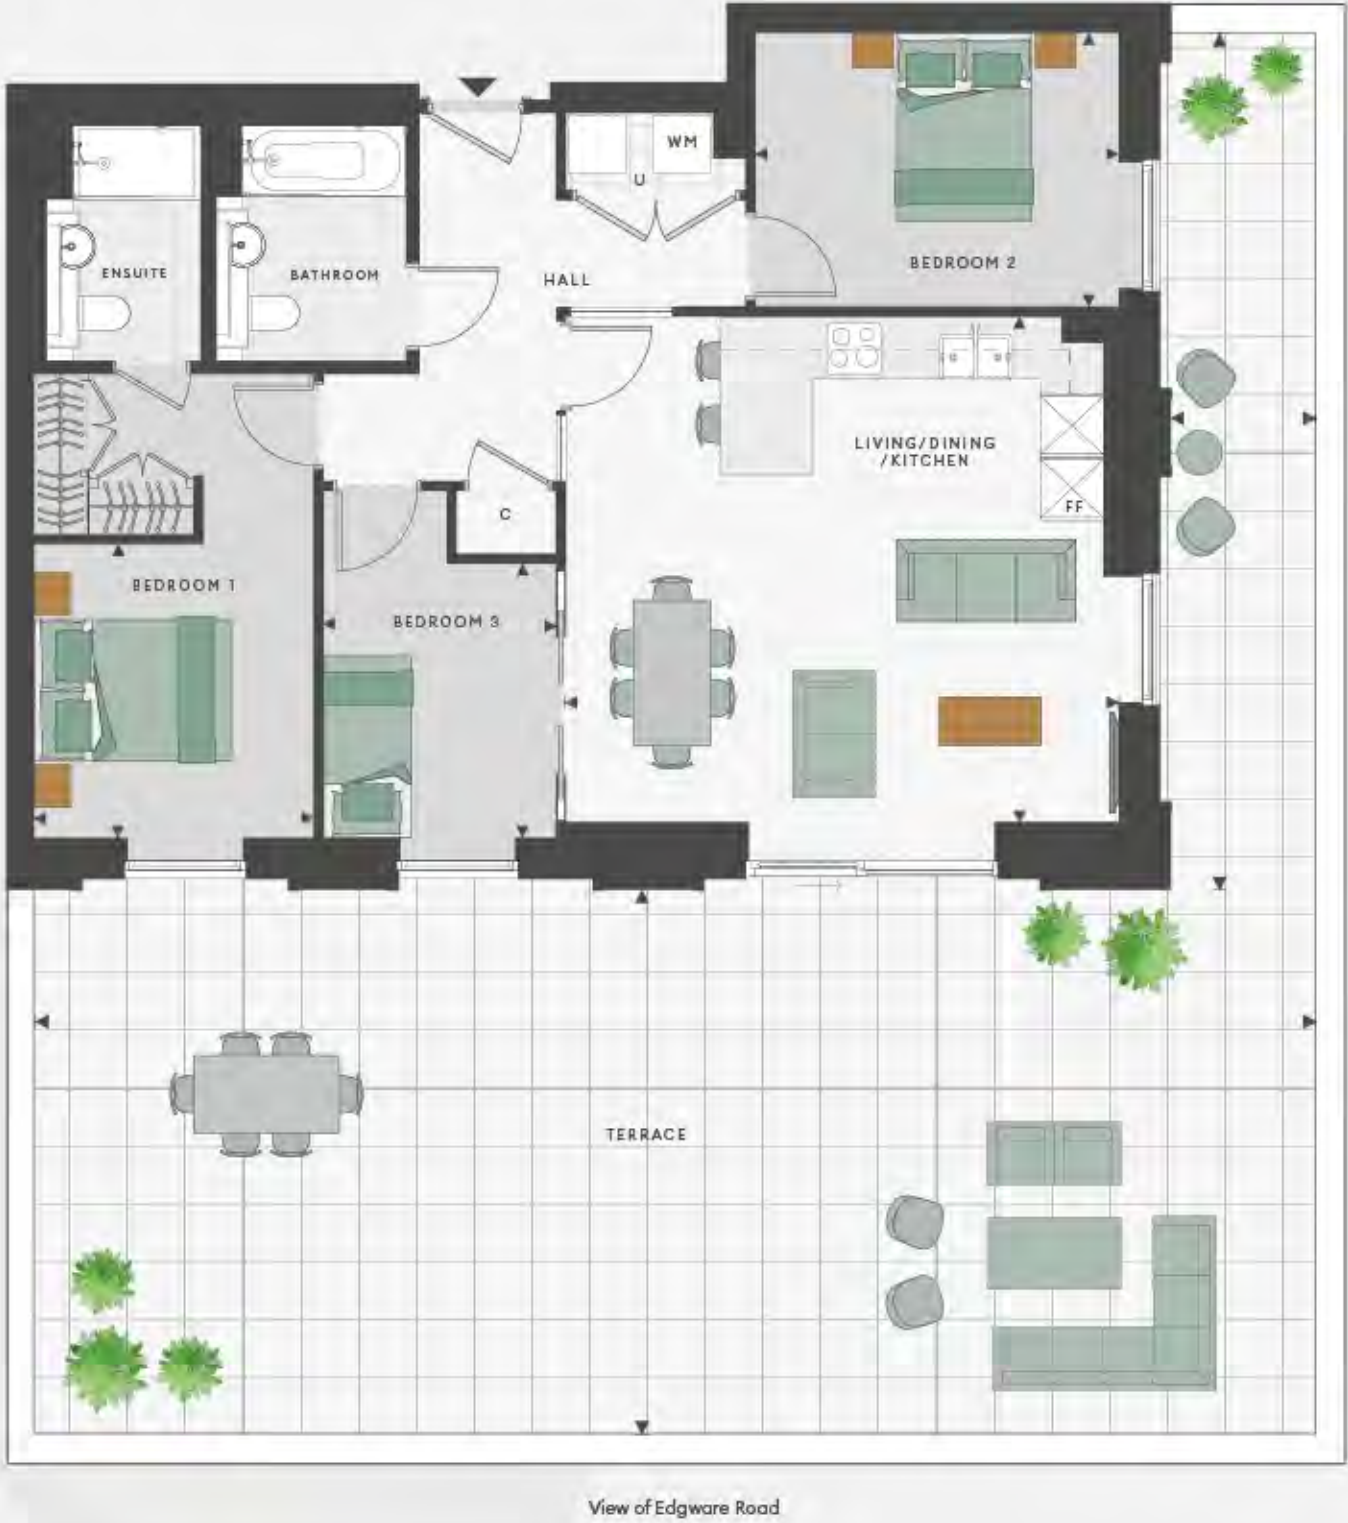 WM
U
ENSUITE
BATHROOM
HALL
BEDROOM 2
LIVING/DINING
/KITCHEN
FF
C
BEDROOM 1
BEDROOM 3
TERRACE
View of Edgware Road